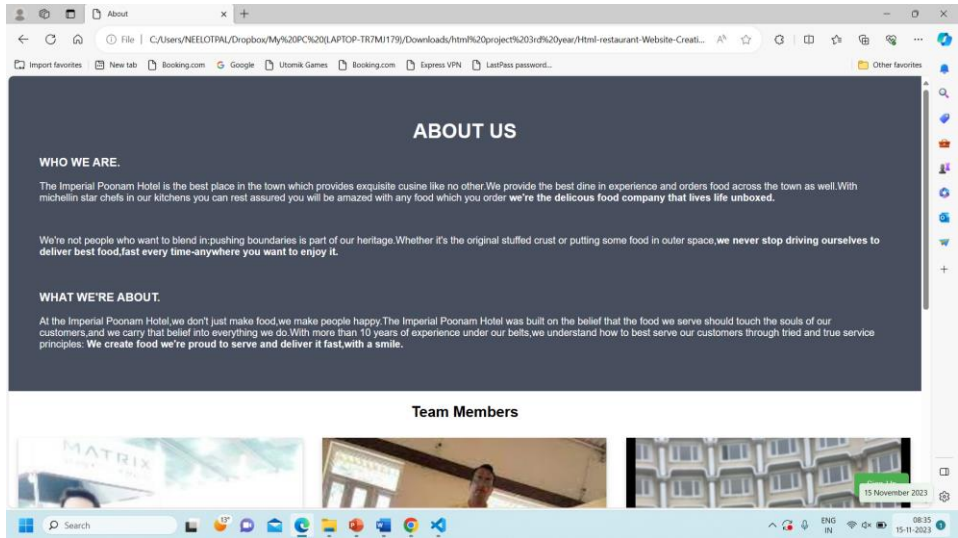 About
File
C:/Users/NEELOTPAL/Dropbox/My%20PC%20(LAPTOP-TR7MJ179)/Downloads/html%20project%203rd%20year/Html-restaurant-Website-Creati...
Import favorites New tab Booking.com Google Utomik Games Booking.com Express VPN LastPass password... Other favorites
ABOUT US
WHO WE ARE.
The Imperial Poonam Hotel is the best place in the town which provides exquisite cusine like no other.We provide the best dine in experience and orders food across the town as well.With
michellin star chefs in our kitchens you can rest assured you will be amazed with any food which you order we're the delicous food company that lives life unboxed.
We're not people who want to blend in:pushing boundaries is part of our heritage.Whether it's the original stuffed crust or putting some food in outer space,we never stop driving ourselves to
deliver best food,fast every time-anywhere you want to enjoy it.
WHAT WE'RE ABOUT.
At the Imperial Poonam Hotel,we don't just make food,we make people happy.The Imperial Poonam Hotel was built on the belief that the food we serve should touch the souls of our
customers,and we carry that belief into everything we do.With more than 10 years of experience under our belts,we understand how to best serve our customers through tried and true service
principles: We create food we're proud to serve and deliver it fast,with a smile.
Team Members
MATRIX
15 November 2023
Search
13°
ENG 08:35
IN 15-11-2023